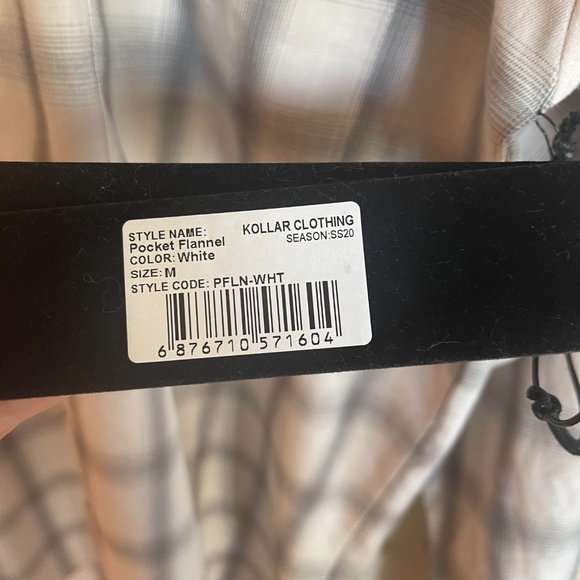 STYLE NAME: KOLLAR CLOTHING
Pocket Flannel SEASON:SS20
COLOR: White
SIZE: M
STYLE CODE: PFLN-WHT
6 876710 571604